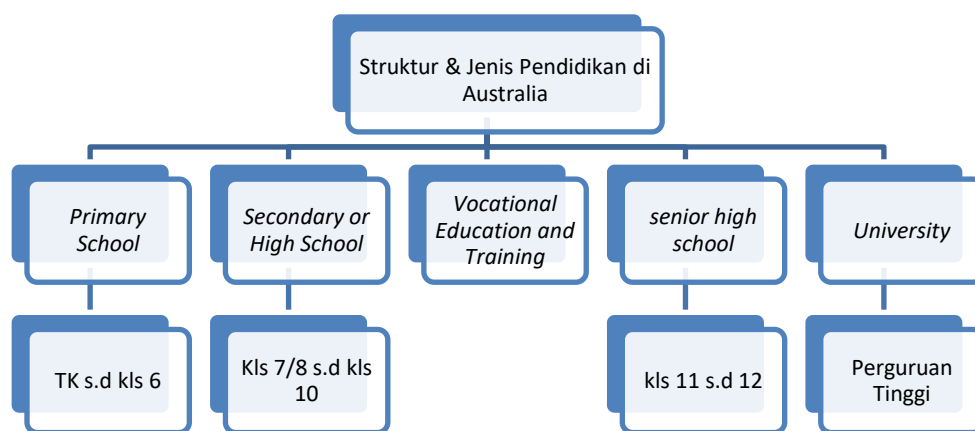 Struktur & Jenis Pendidikan di
Australia
Primary
School
Secondary or
High School
Vocational
Education and
Training
senior high
school
University
TK s.d kls 6
Kls 7/8 s.d kls
10
kls 11 s.d 12
Perguruan
Tinggi